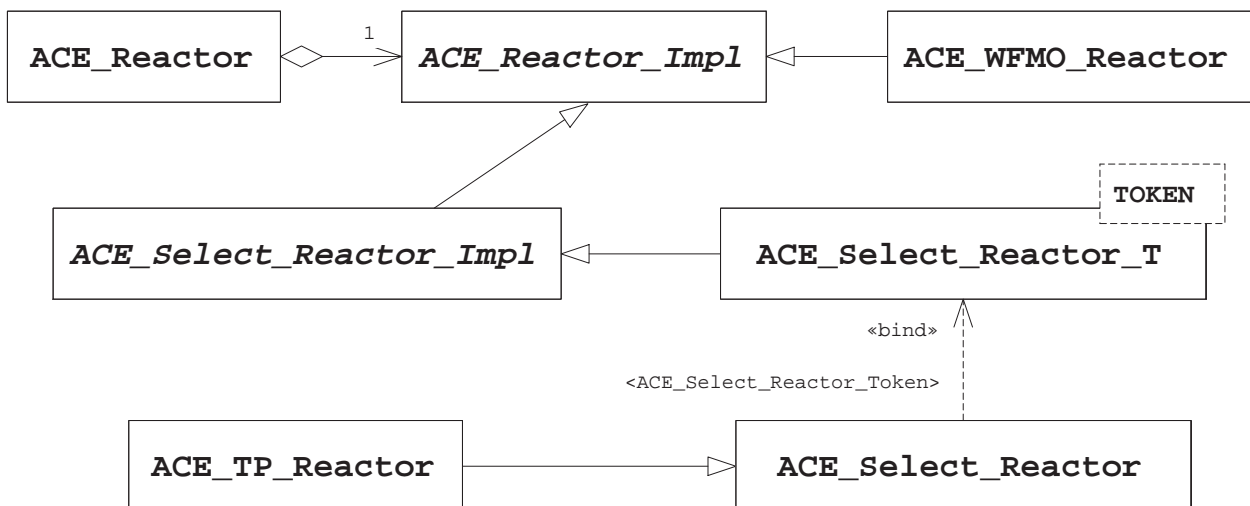 1
ACE_Reactor
ACE_Reactor_Impl
ACE_WFMO_Reactor
TOKEN
ACE_Select_Reactor_Impl
ACE_Select_Reactor_T
«bind»
<ACE_Select_Reactor_Token>
ACE_TP_Reactor
ACE_Select_Reactor